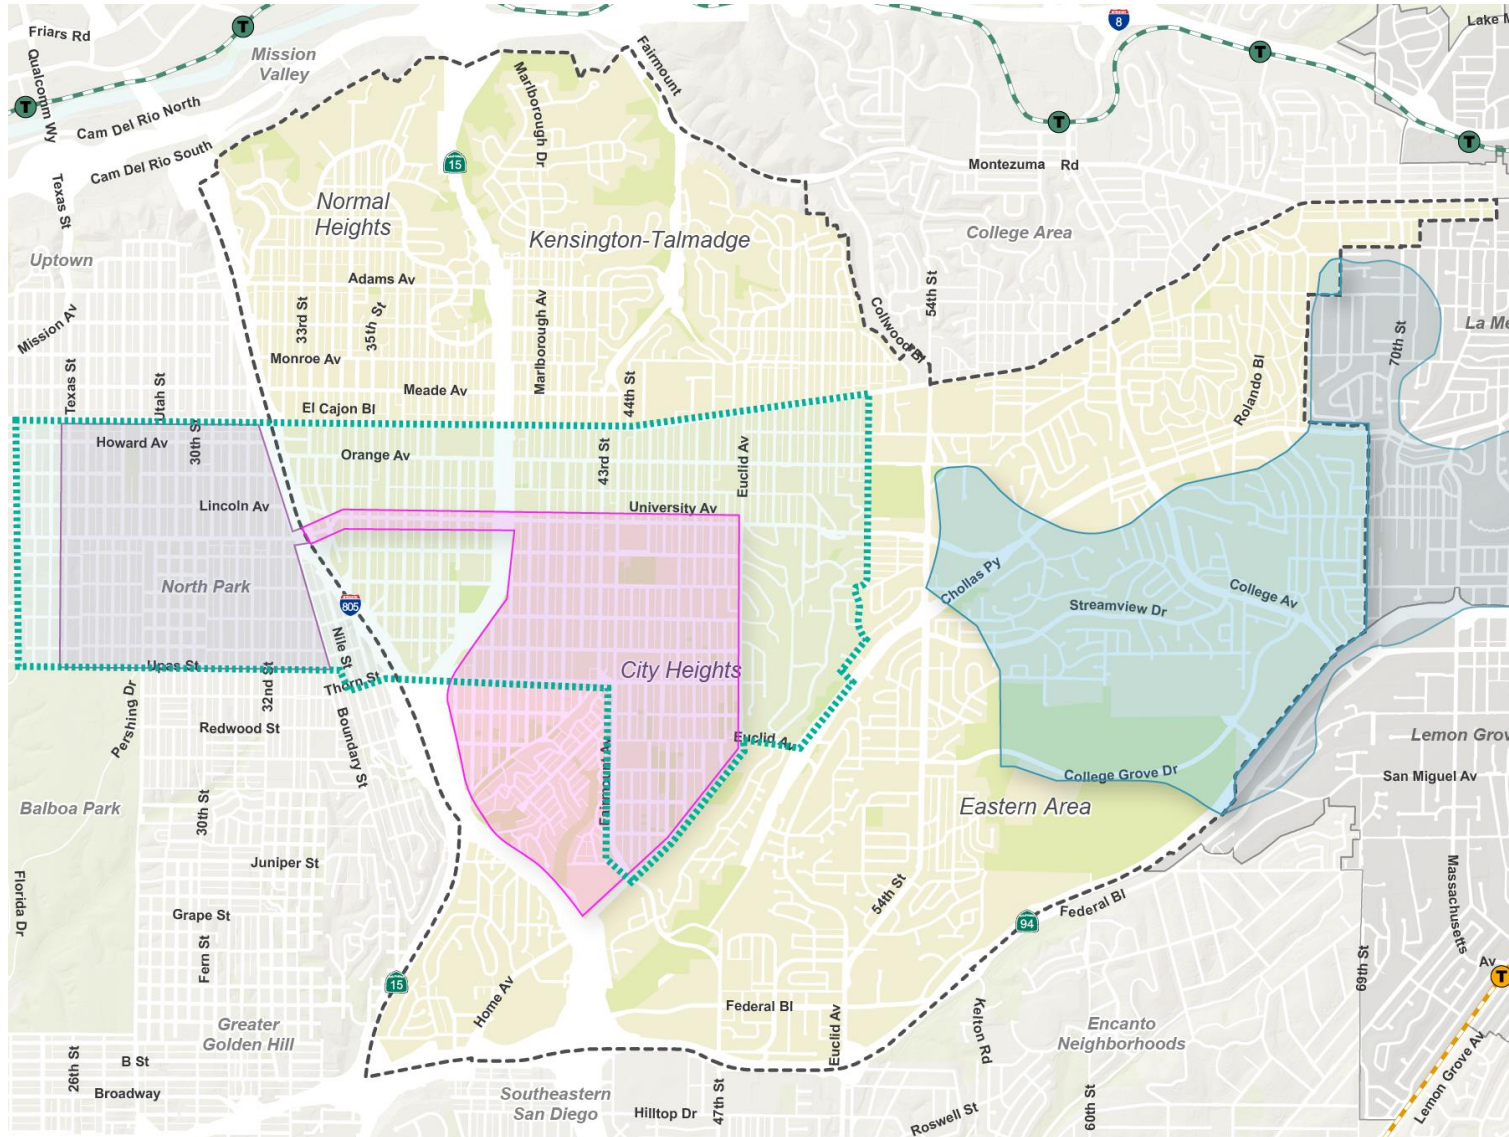 Friars Rd
Qualcomm Wy
Mission
Valley
Cam Del Rio North
Cam Del Rio South
Texas St
Marlborough Dr
Fairmount
8
T
T
T
T
T
Montezuma Rd
15
Normal
Heights
Kensington-Talmadge
College Area
Uptown
Adams Av
33rd St
35th St
Marlborough Av
54th St
Collwood Bl
Mission Av
Monroe Av
Meade Av
El Cajon Bl
44th St
Texas St
Utah St
30th St
Rolando Bl
70th St
Howard Av
Orange Av
43rd St
Euclid Av
Lincoln Av
University Av
North Park
805
Chollas Py
Streamview Dr
College Av
Nile St
Upas St
Thorn St
32nd St
City Heights
Pershing Dr
Redwood St
Boundary St
Fairmount Av
Euclid Av
College Grove Dr
Eastern Area
San Miguel Av
Balboa Park
30th St
Juniper St
Florida Dr
Grape St
Fern St
54th St
94
Federal Bl
Massachusetts
Av
69th St
T
15
Home Av
Federal Bl
Euclid Av
Kelton Rd
Greater
Golden Hill
Encanto
Neighborhoods
26th St
B St
Broadway
Southeastern
San Diego
Hilltop Dr
47th St
Roswell St
60th St
Lemon Grove Av